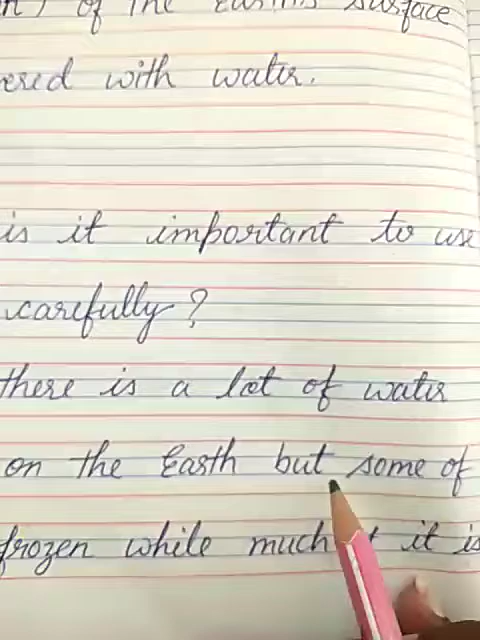 of the Earth's surface
ered with water.
is it important to use
carefully?
there is a lot of water
on the Earth but some of
frozen while much it is